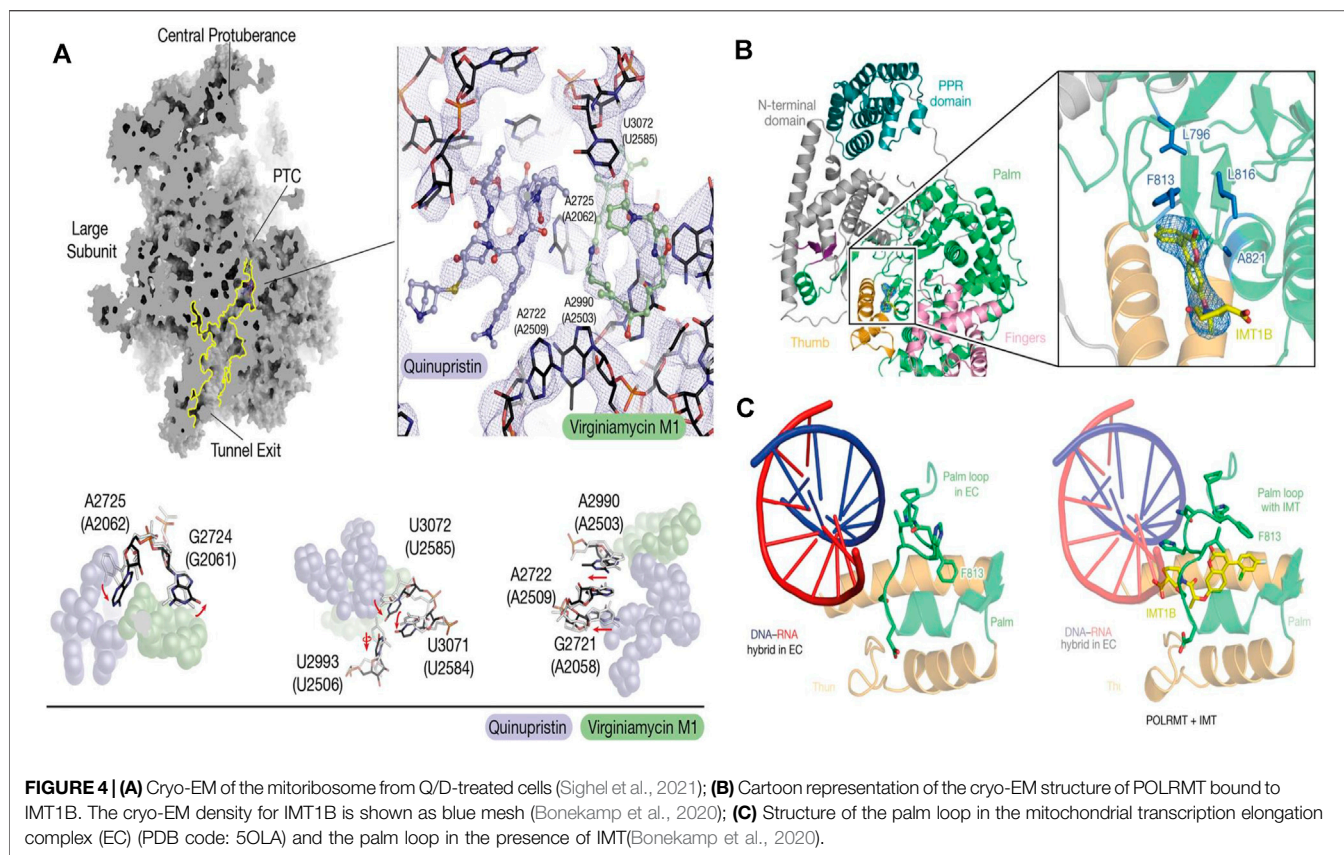 A
Central Protuberance
PTC
Large
Subunit
Tunnel Exit
U3072
(U2585)
A2725
(A2062)
A2990
(A2503)
A2722
(A2509)
Quinupristin
Virginiamycin M1
A2725
(A2062)
G2724
(G2061)
U3072
(U2585)
U3071
(U2584)
U2993
(U2506)
A2990
(A2503)
A2722
(A2509)
G2721
(A2058)
Quinupristin
Virginiamycin M1
B
PPR
domain
N-terminal
domain
Palm
Thumb
Fingers
L796
F813
L816
A821
IMT1B
C
Palm loop
in EC
F813
DNA–RNA
hybrid in EC
Palm
Thun
Palm loop
with IMT
F813
IMT1B
DNA–RNA
hybrid in EC
Palm
Thi
POLRMT + IMT
FIGURE 4 | (A) Cryo-EM of the mitoribosome from Q/D-treated cells (Sighel et al., 2021); (B) Cartoon representation of the cryo-EM structure of POLRMT bound to
IMT1B. The cryo-EM density for IMT1B is shown as blue mesh (Bonekamp et al., 2020); (C) Structure of the palm loop in the mitochondrial transcription elongation
complex (EC) (PDB code: 5OLA) and the palm loop in the presence of IMT(Bonekamp et al., 2020).